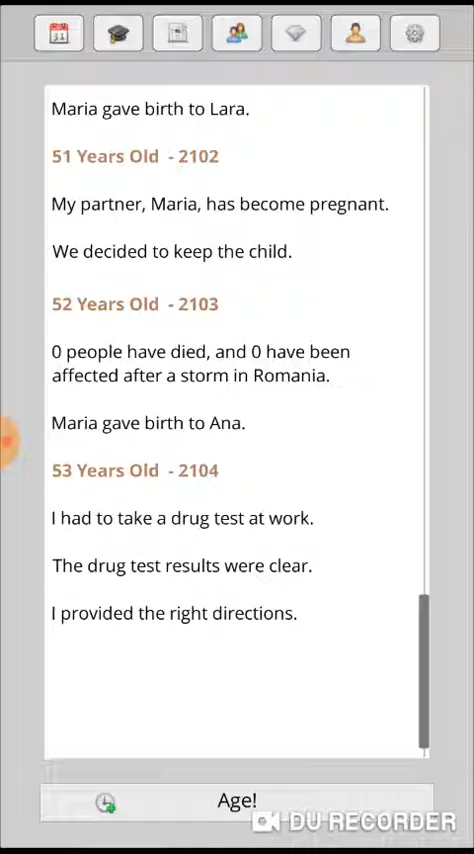 31
Maria gave birth to Lara.
51 Years Old - 2102
My partner, Maria, has become pregnant.
We decided to keep the child.
52 Years Old - 2103
0 people have died, and 0 have been
affected after a storm in Romania.
Maria gave birth to Ana.
53 Years Old - 2104
I had to take a drug test at work.
The drug test results were clear.
I provided the right directions.
Age!
DU RECORDER